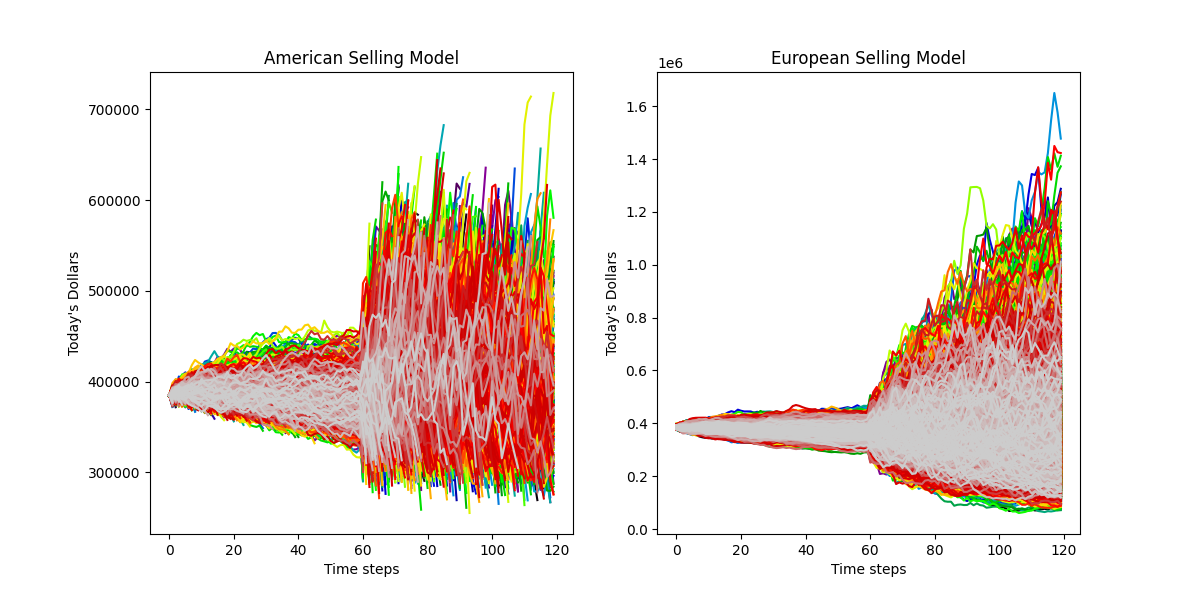 American Selling Model
Today's Dollars
700000
600000
500000
400000
300000
0 20 40 60 80 100 120
Time steps
European Selling Model
1e6
Today's Dollars
1.6
1.4
1.2
1.0
0.8
0.6
0.4
0.2
0.0
0 20 40 60 80 100 120
Time steps